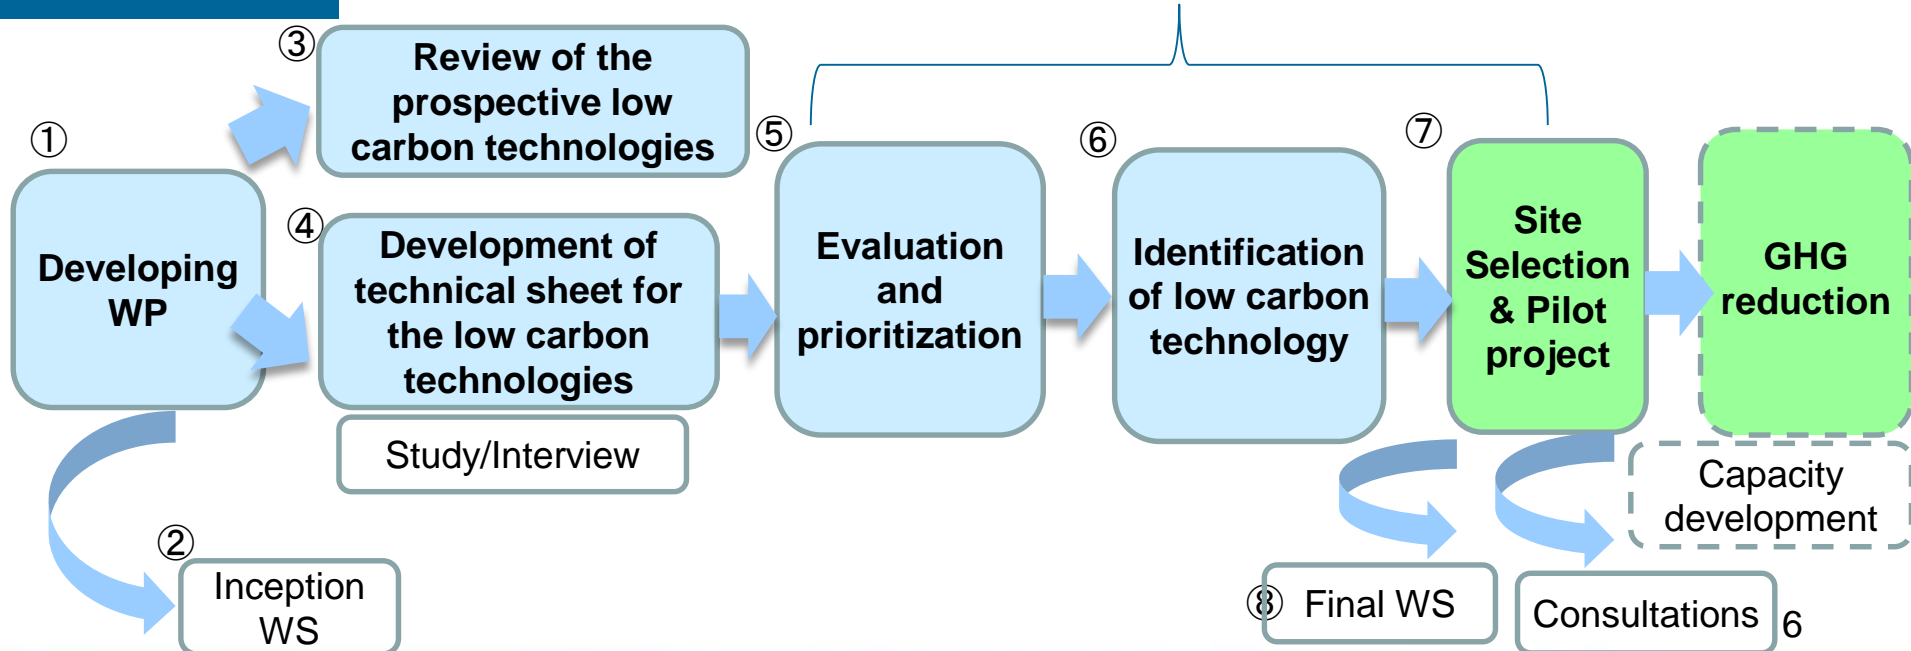 ①
Developing
WP
②
Inception
WS
③
Review of the
prospective low
carbon technologies
④
Development of
technical sheet for
the low carbon
technologies
Study/Interview
⑤
Evaluation
and
prioritization
⑥
Identification
of low carbon
technology
⑦
Site
Selection
& Pilot
project
GHG
reduction
Capacity
development
⑧ Final WS
Consultations
6